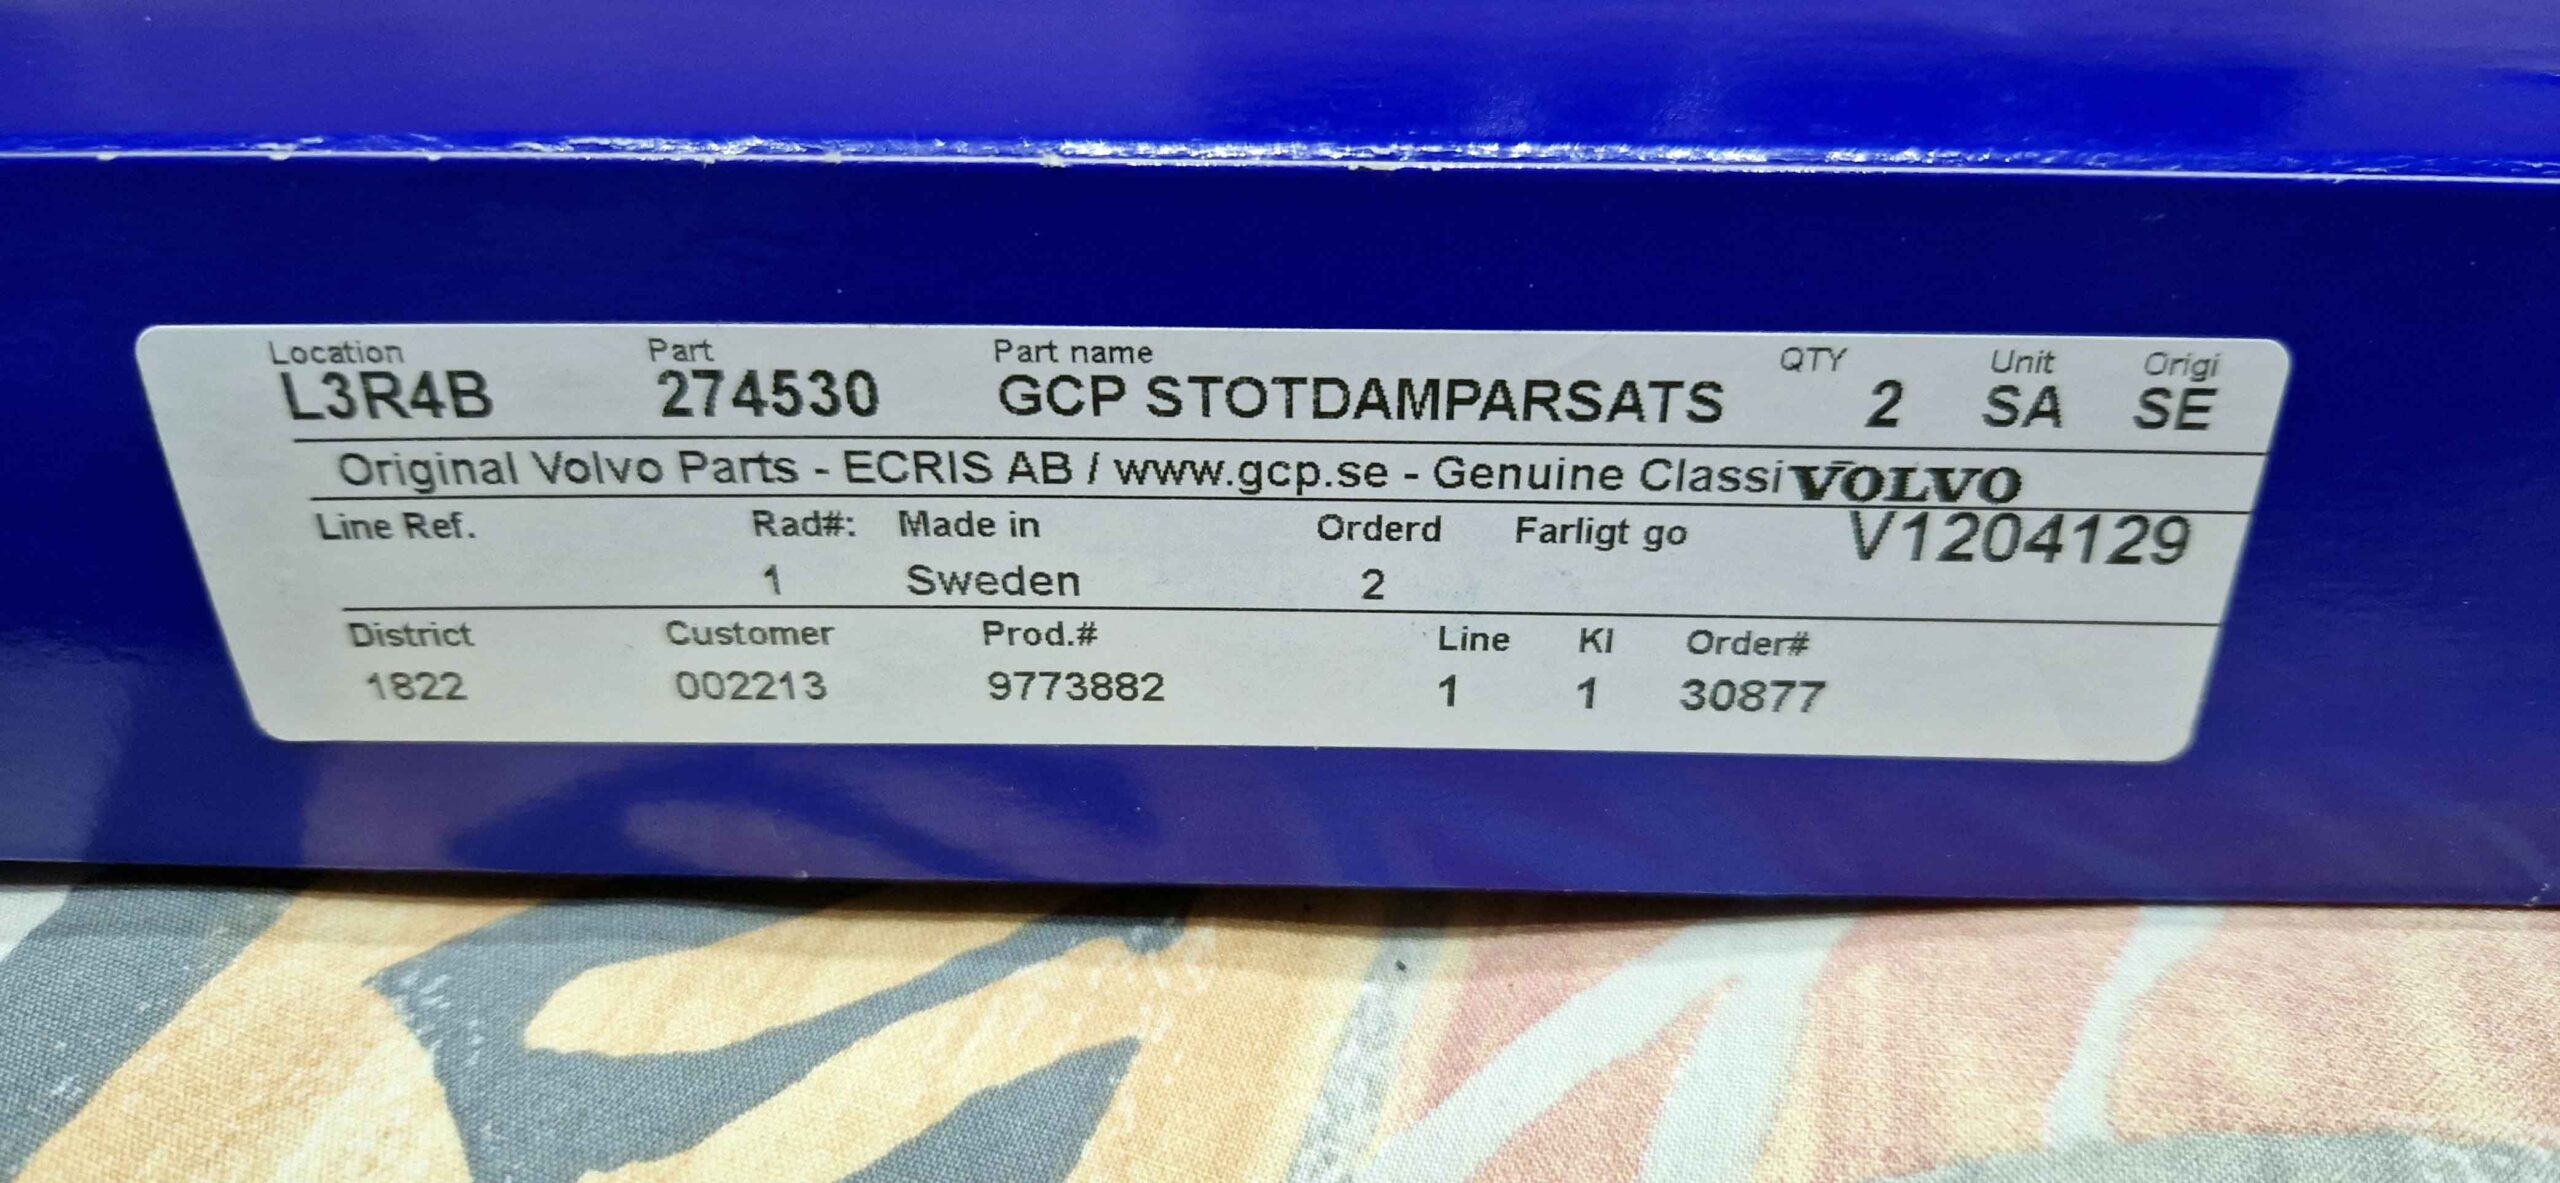 Location Part Part name QTY Unit Origi
L3R4B 274530 GCP STOTDAMPARSATS 2 SA SE
Original Volvo Parts - ECRIS AB / www.gcp.se - Genuine Classi VOLVO
Line Ref. Rad#: Made in Orderd Farligt go V1204129
1 Sweden 2
District Customer Prod.# Line KI Order#
1822 002213 9773882 1 1 30877